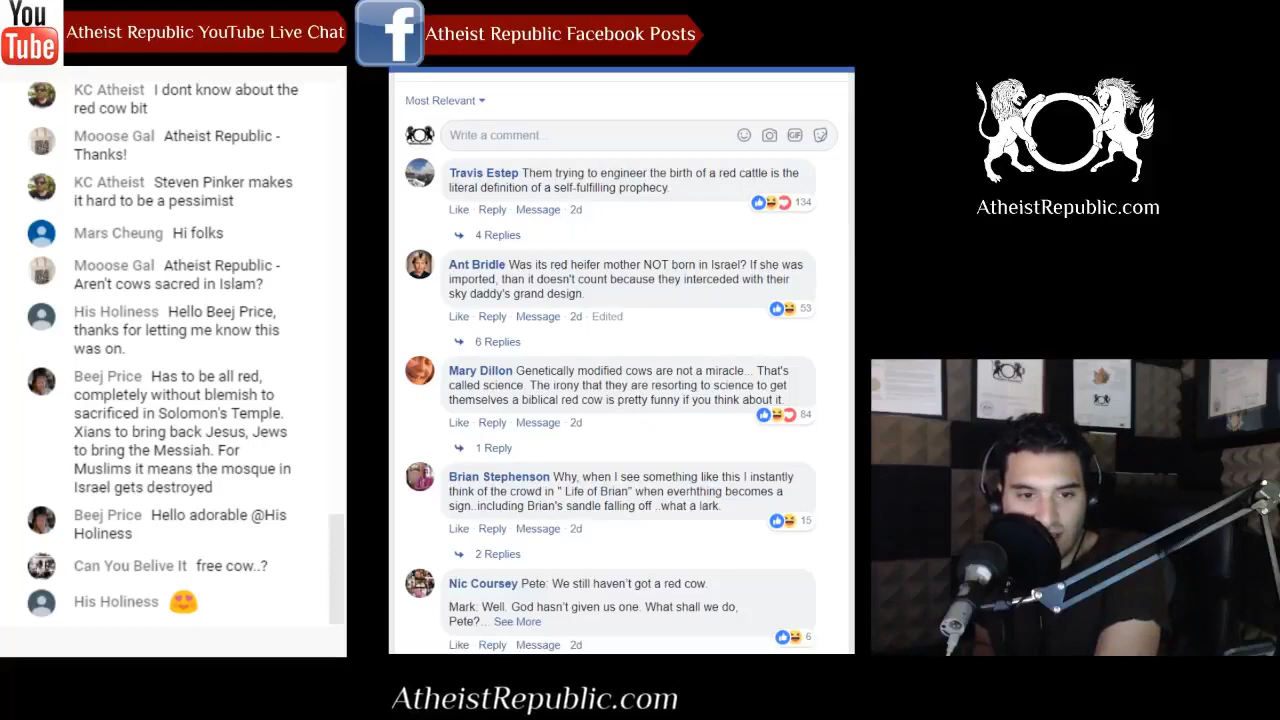 You
Tube
Atheist Republic YouTube Live Chat
f
Atheist Republic Facebook Posts
KC Atheist I dont know about the
red cow bit
Mooose Gal Atheist Republic -
Thanks!
KC Atheist Steven Pinker makes
it hard to be a pessimist
Mars Cheung Hi folks
Mooose Gal Atheist Republic -
Aren't cows sacred in Islam?
His Holiness Hello Beej Price,
thanks for letting me know this
was on.
Beej Price Has to be all red,
completely without blemish to
sacrificed in Solomon's Temple.
Xians to bring back Jesus, Jews
to bring the Messiah. For
Muslims it means the mosque in
Israel gets destroyed
Beej Price Hello adorable @His
Holiness
Can You Belive It free cow..?
His Holiness
Most Relevant
Write a comment...
GIF
Travis Estep Them trying to engineer the birth of a red cattle is the
literal definition of a self-fulfilling prophecy.
134
Like · Reply · Message · 2d
4 Replies
Ant Bridle Was its red heifer mother NOT born in Israel? If she was
imported, than it doesn't count because they interceded with their
sky daddy's grand design.
53
Like · Reply · Message · 2d · Edited
6 Replies
Mary Dillon Genetically modified cows are not a miracle... That's
called science. The irony that they are resorting to science to get
themselves a biblical red cow is pretty funny if you think about it.
84
Like · Reply · Message · 2d
1 Reply
Brian Stephenson Why, when I see something like this I instantly
think of the crowd in " Life of Brian" when everhthing becomes a
sign..including Brian's sandle falling off ..what a lark.
15
Like · Reply · Message · 2d
2 Replies
Nic Coursey Pete: We still haven't got a red cow.
Mark: Well. God hasn't given us one. What shall we do,
Pete?... See More
6
Like · Reply · Message · 2d
AtheistRepublic.com
AtheistRepublic.com